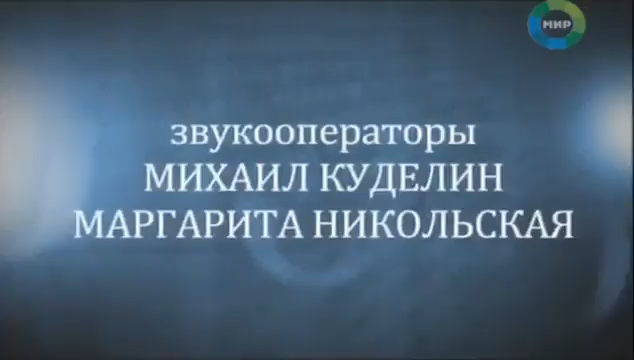 МИР
звукооператоры
МИХАИЛ КУДЕЛИН
МАРГАРИТА НИКОЛЬСКАЯ